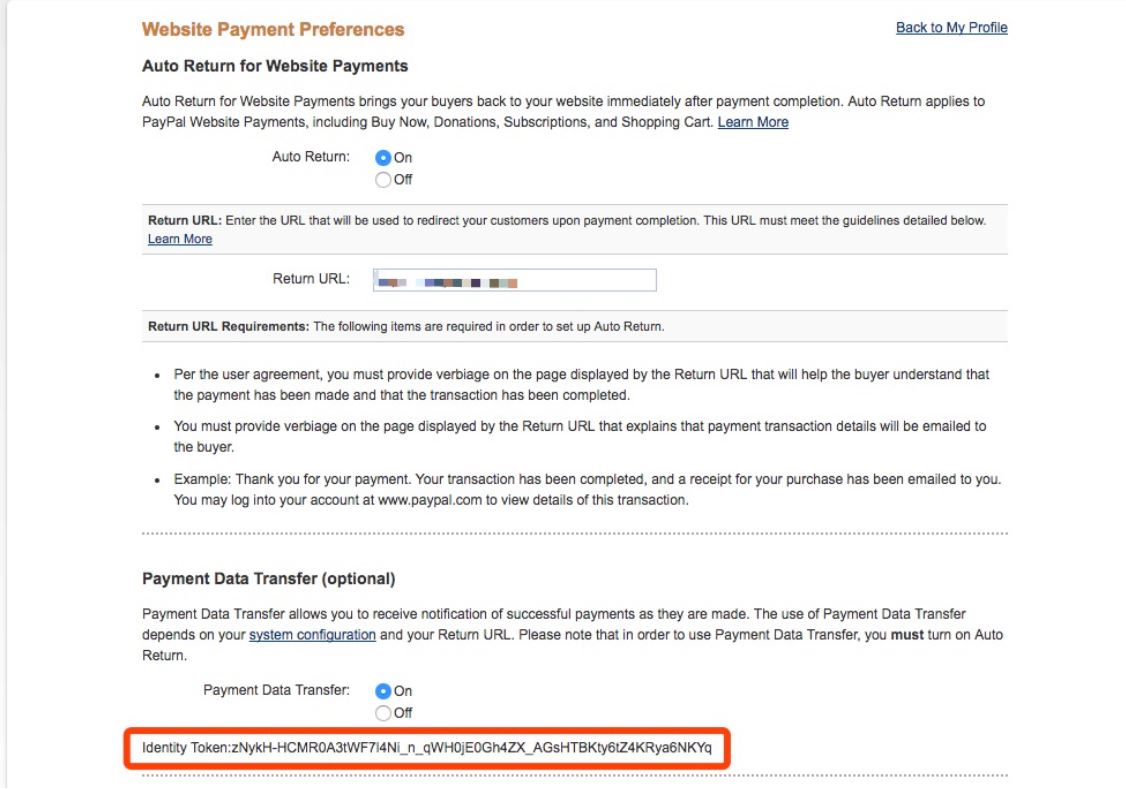 Website Payment Preferences
Back to My Profile
Auto Return for Website Payments
Auto Return for Website Payments brings your buyers back to your website immediately after payment completion. Auto Return applies to
PayPal Website Payments, including Buy Now, Donations, Subscriptions, and Shopping Cart. Learn More
Auto Return: On
Off
Return URL: Enter the URL that will be used to redirect your customers upon payment completion. This URL must meet the guidelines detailed below.
Learn More
Return URL:
Return URL Requirements: The following items are required in order to set up Auto Return.
• Per the user agreement, you must provide verbiage on the page displayed by the Return URL that will help the buyer understand that
the payment has been made and that the transaction has been completed.
• You must provide verbiage on the page displayed by the Return URL that explains that payment transaction details will be emailed to
the buyer.
• Example: Thank you for your payment. Your transaction has been completed, and a receipt for your purchase has been emailed to you.
You may log into your account at www.paypal.com to view details of this transaction.
Payment Data Transfer (optional)
Payment Data Transfer allows you to receive notification of successful payments as they are made. The use of Payment Data Transfer
depends on your system configuration and your Return URL. Please note that in order to use Payment Data Transfer, you must turn on Auto
Return.
Payment Data Transfer: On
Off
Identity Token:zNykH-HCMR0A3tWF7l4Ni_n_qWH0jE0Gh4ZX_AGsHTBKty6tZ4KRya6NKYq